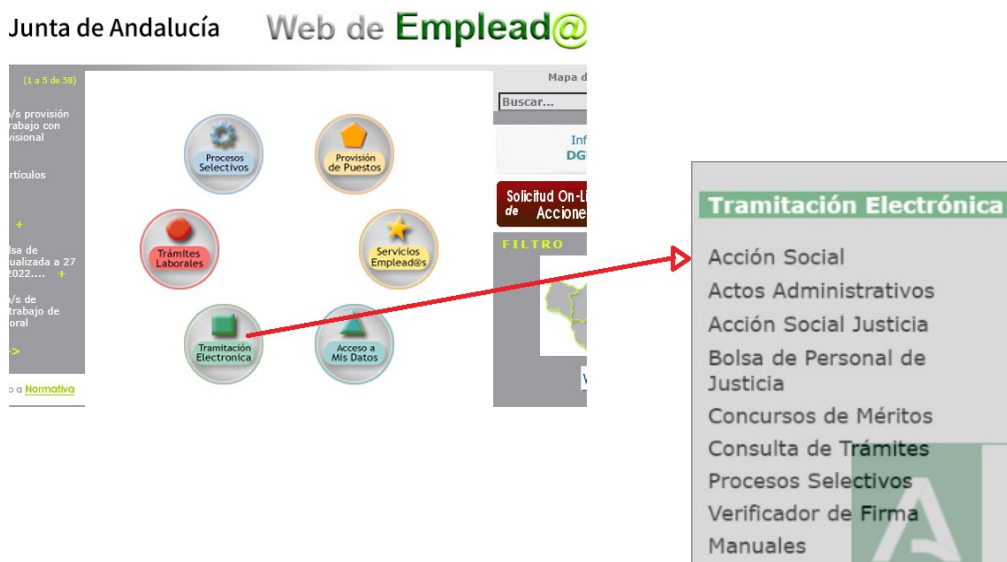 Junta de Andalucía
Web de Emplead@
(1 a 5 de 58)
/s provisión
rabajo con
visional
rtículos
+
lsa de
ualizada a 27
2022.... +
/s de
trabajo de
oral
->
o a Normativa
Procesos
Selectivos
Provisión
de Puestos
Trámites
Laborales
Servicios
Emplead@s
Tramitación
Electronica
Acceso a
Mis Datos
Mapa d
Buscar...
Inf
DG
Solicitud On-Li
de Accione
FILTRO
Tramitación Electrónica
Acción Social
Actos Administrativos
Acción Social Justicia
Bolsa de Personal de
Justicia
Concursos de Méritos
Consulta de Trámites
Procesos Selectivos
Verificador de Firma
Manuales